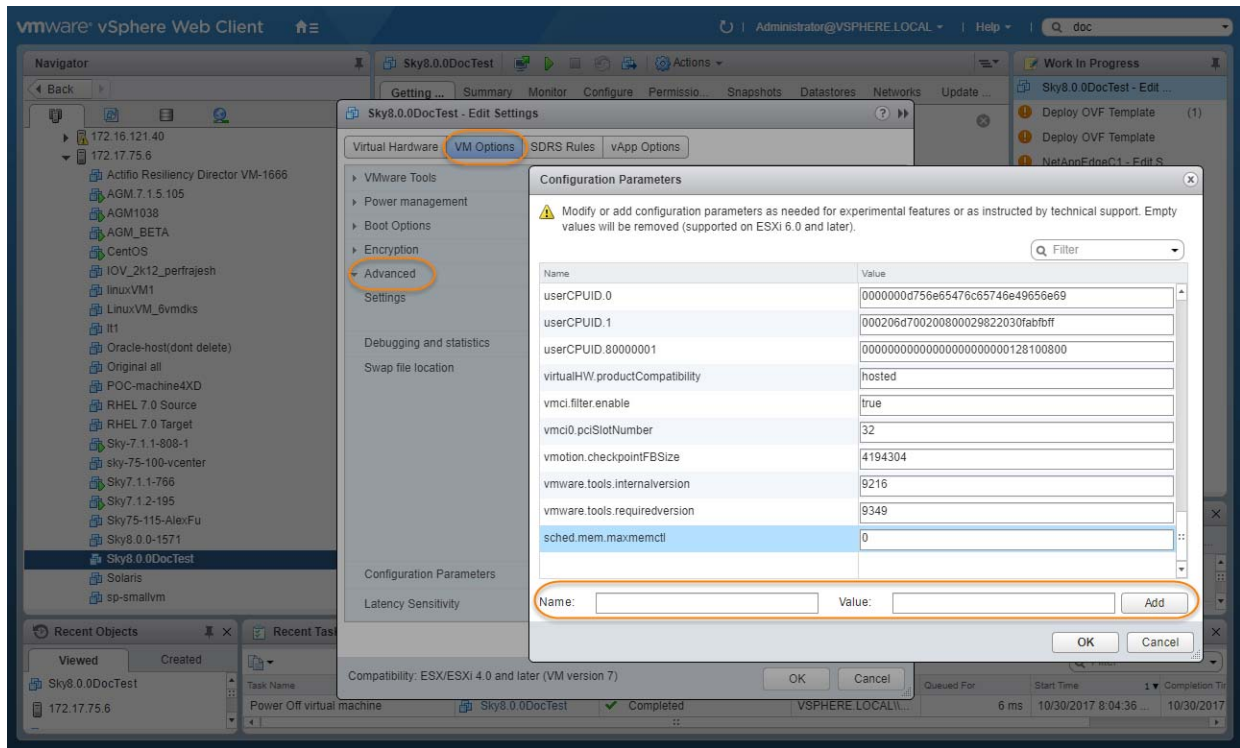 vmware® vSphere Web Client
Administrator@VSPHERE.LOCAL
Help
doc
Navigator
Back
172.16.121.40
172.17.75.6
Actifio Resiliency Director VM-1666
AGM.7.1.5.105
AGM1038
AGM_BETA
CentOS
IOV_2k12_perfrajesh
linuxVM1
LinuxVM_6vmdks
lt1
Oracle-host(dont delete)
Original all
POC-machine4XD
RHEL 7.0 Source
RHEL 7.0 Target
Sky-7.1.1-808-1
sky-75-100-vcenter
Sky7.1.1-766
Sky7.1.2-195
Sky75-115-AlexFu
Sky8.0.0-1571
Sky8.0.0DocTest
Solaris
sp-smallvm
Sky8.0.0DocTest
Actions
Getting ... Summary Monitor Configure Permissio... Snapshots Datastores Networks Update ...
Work In Progress
Sky8.0.0DocTest - Edit ...
Deploy OVF Template (1)
Deploy OVF Template
NetAppEdgeC1 - Edit S...
Sky8.0.0DocTest - Edit Settings
Virtual Hardware VM Options SDRS Rules vApp Options
VMware Tools
Power management
Boot Options
Encryption
Advanced
Settings
Debugging and statistics
Swap file location
Configuration Parameters
Latency Sensitivity
Compatibility: ESX/ESXi 4.0 and later (VM version 7)
OK Cancel
Configuration Parameters
Modify or add configuration parameters as needed for experimental features or as instructed by technical support. Empty
values will be removed (supported on ESXi 6.0 and later).
Filter
Name Value
userCPUID.0 0000000d756e65476c65746e49656e69
userCPUID.1 000206d700200800029822030fabfbff
userCPUID.80000001 00000000000000000000000128100800
virtualHW.productCompatibility hosted
vmci.filter.enable true
vmci0.pciSlotNumber 32
vmotion.checkpointFBSize 4194304
vmware.tools.internalversion 9216
vmware.tools.requiredversion 9349
sched.mem.maxmemctl 0
Name: Value: Add
OK Cancel
Recent Objects
Viewed Created
Sky8.0.0DocTest
172.17.75.6
Recent Task
Filter
Task Name Queued For Start Time 1 Completion Tim
Power Off virtual machine Sky8.0.0DocTest Completed VSPHERE.LOCAL\... 6 ms 10/30/2017 8:04:36 ... 10/30/2017